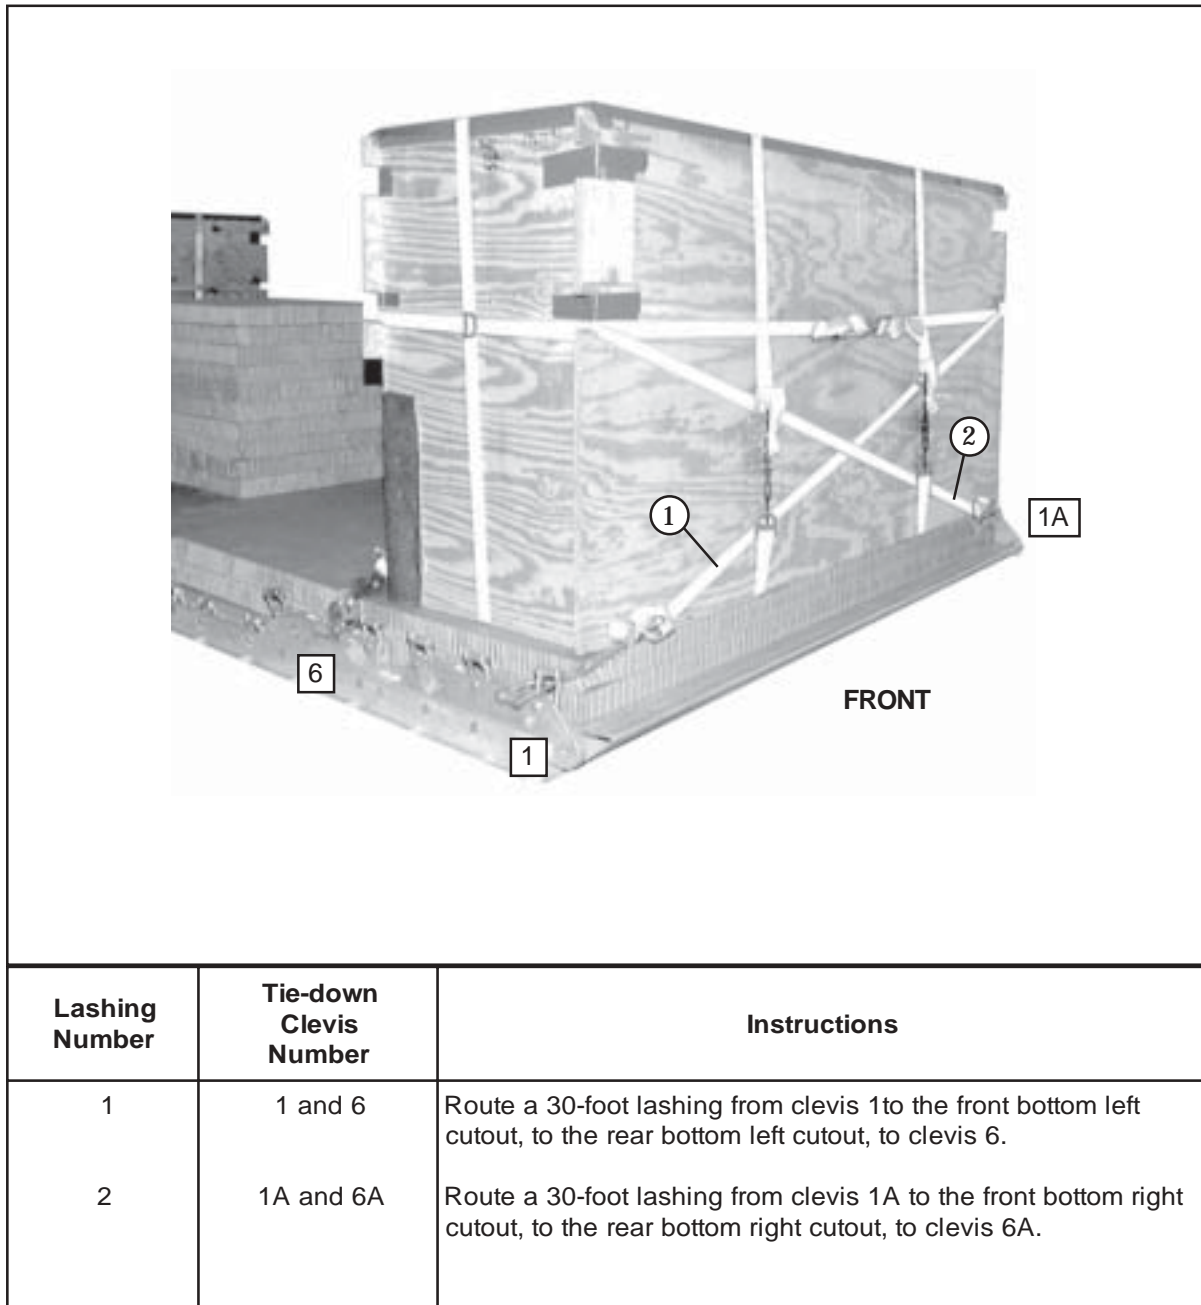 2
1
1A
6
FRONT
1
Lashing
Number
Tie-down
Clevis
Number
Instructions
1
1 and 6
Route a 30-foot lashing from clevis 1to the front bottom left
cutout, to the rear bottom left cutout, to clevis 6.
2
1A and 6A
Route a 30-foot lashing from clevis 1A to the front bottom right
cutout, to the rear bottom right cutout, to clevis 6A.